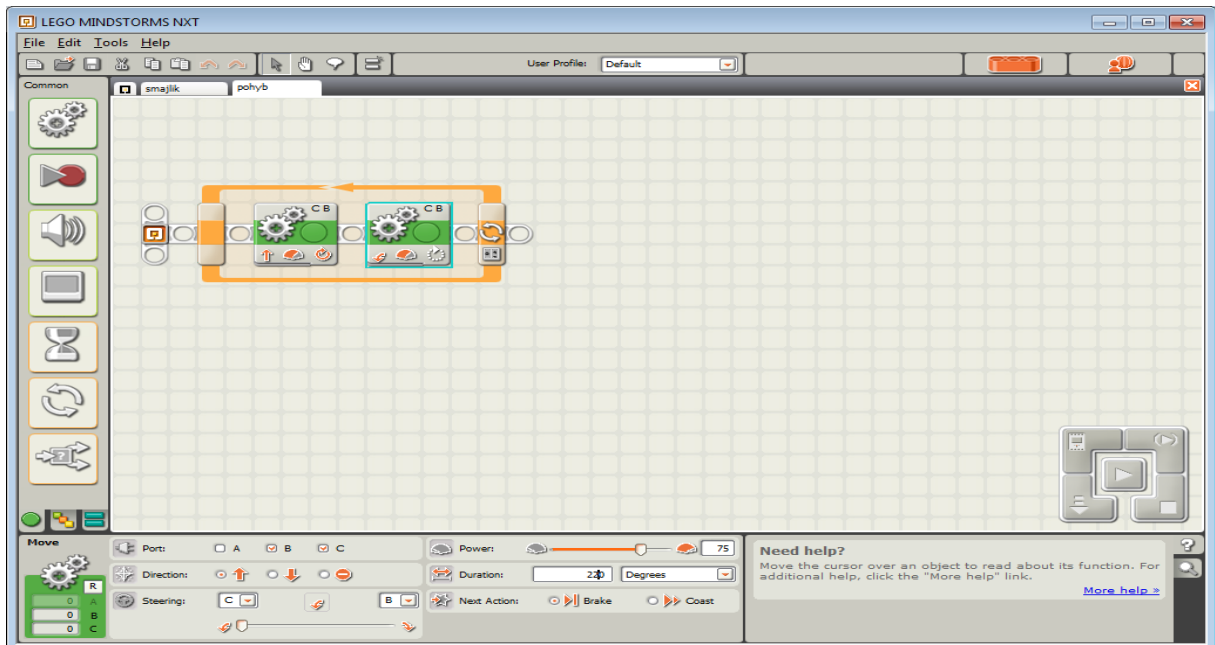 LEGO MINDSTORMS NXT
File Edit Tools Help
User Profile: Default
Common
smajlik pohyb
C B C B
Move
R
0 A
0 B
0 C
Port: A B C
Direction:
Steering: C B
Power: 75
Duration: Degrees
Next Action: Brake Coast
Need help?
Move the cursor over an object to read about its function. For
additional help, click the "More help" link.
More help »